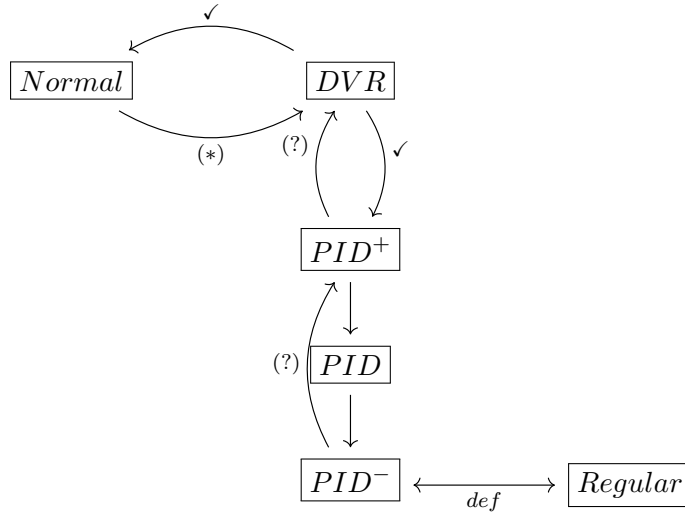 ✓
Normal
DVR
(*)
(?)
✓
PID⁺
(?)
PID
PID⁻
def
Regular